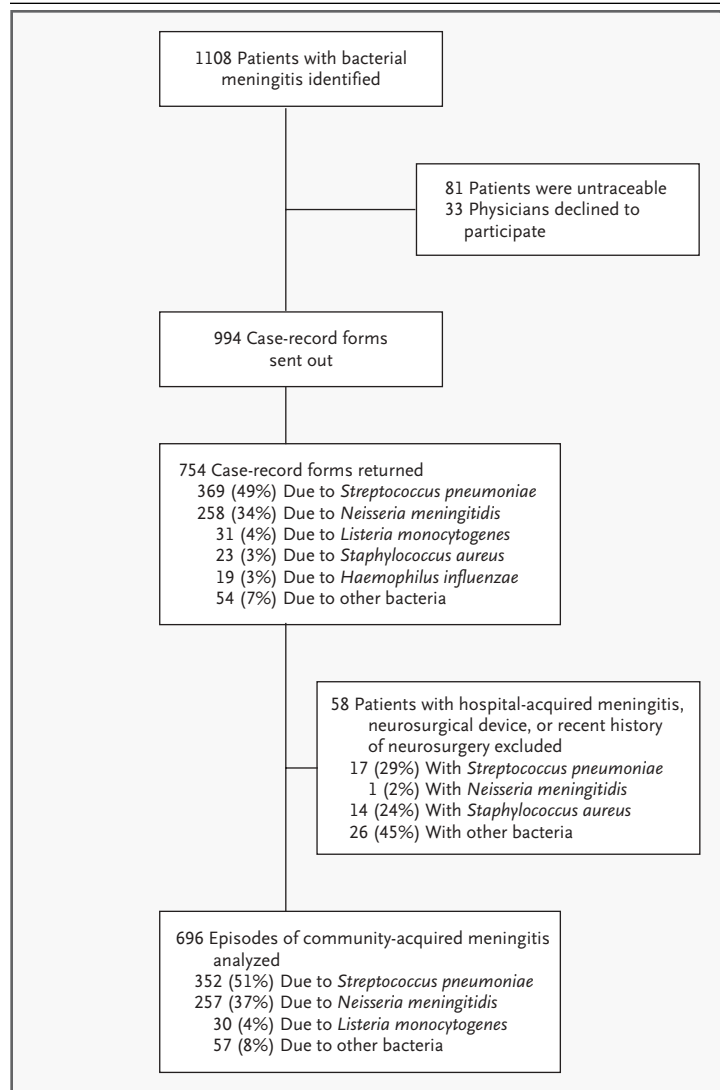 1108 Patients with bacterial
meningitis identified
81 Patients were untraceable
33 Physicians declined to
participate
994 Case-record forms
sent out
754 Case-record forms returned
369 (49%) Due to Streptococcus pneumoniae
258 (34%) Due to Neisseria meningitidis
31 (4%) Due to Listeria monocytogenes
23 (3%) Due to Staphylococcus aureus
19 (3%) Due to Haemophilus influenzae
54 (7%) Due to other bacteria
58 Patients with hospital-acquired meningitis,
neurosurgical device, or recent history
of neurosurgery excluded
17 (29%) With Streptococcus pneumoniae
1 (2%) With Neisseria meningitidis
14 (24%) With Staphylococcus aureus
26 (45%) With other bacteria
696 Episodes of community-acquired meningitis
analyzed
352 (51%) Due to Streptococcus pneumoniae
257 (37%) Due to Neisseria meningitidis
30 (4%) Due to Listeria monocytogenes
57 (8%) Due to other bacteria